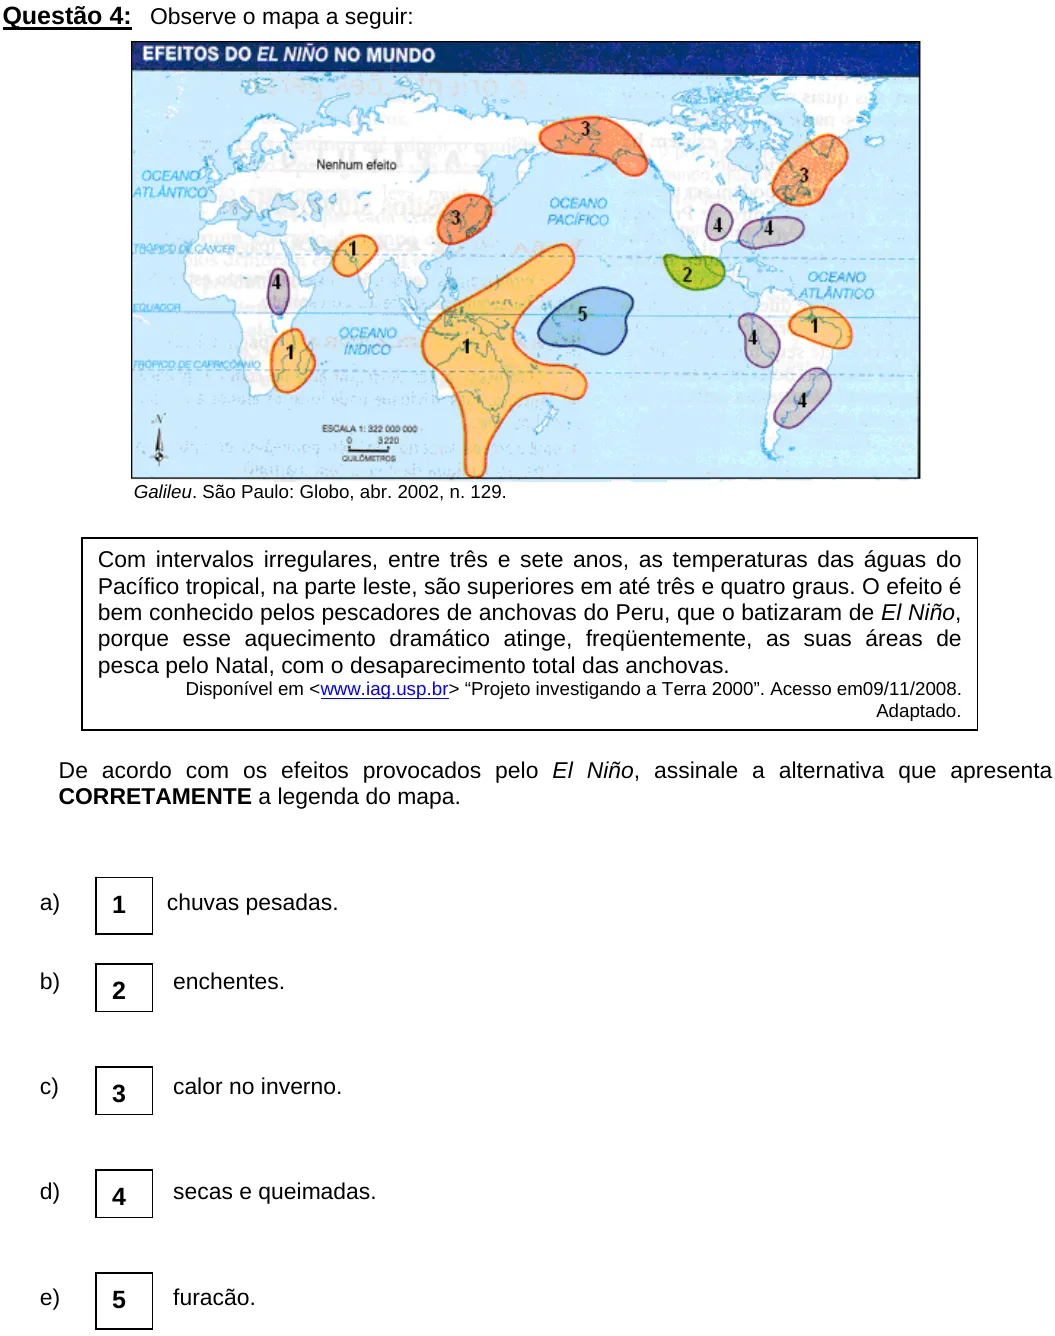 Questão 4: Observe o mapa a seguir:
EFEITOS DO EL NIÑO NO MUNDO
3
Nenhum efeito
OCEANO
ATLÂNTICO
3
OCEANO
PACÍFICO
3
4
4
TRÓPICO DE CÂNCER
1
2
4
OCEANO
ATLÂNTICO
EQUADOR
5
1
OCEANO
ÍNDICO
1
1
4
TRÓPICO DE CAPRICÓRNIO
4
N
ESCALA 1: 322 000 000
0 3 220
QUILÔMETROS
Galileu. São Paulo: Globo, abr. 2002, n. 129.
Com intervalos irregulares, entre três e sete anos, as temperaturas das águas do
Pacífico tropical, na parte leste, são superiores em até três e quatro graus. O efeito é
bem conhecido pelos pescadores de anchovas do Peru, que o batizaram de El Niño,
porque esse aquecimento dramático atinge, freqüentemente, as suas áreas de
pesca pelo Natal, com o desaparecimento total das anchovas.
Disponível em <www.iag.usp.br> “Projeto investigando a Terra 2000”. Acesso em09/11/2008.
Adaptado.
De acordo com os efeitos provocados pelo El Niño, assinale a alternativa que apresenta
CORRETAMENTE a legenda do mapa.
a) 1 chuvas pesadas.
b) 2 enchentes.
c) 3 calor no inverno.
d) 4 secas e queimadas.
e) 5 furacão.